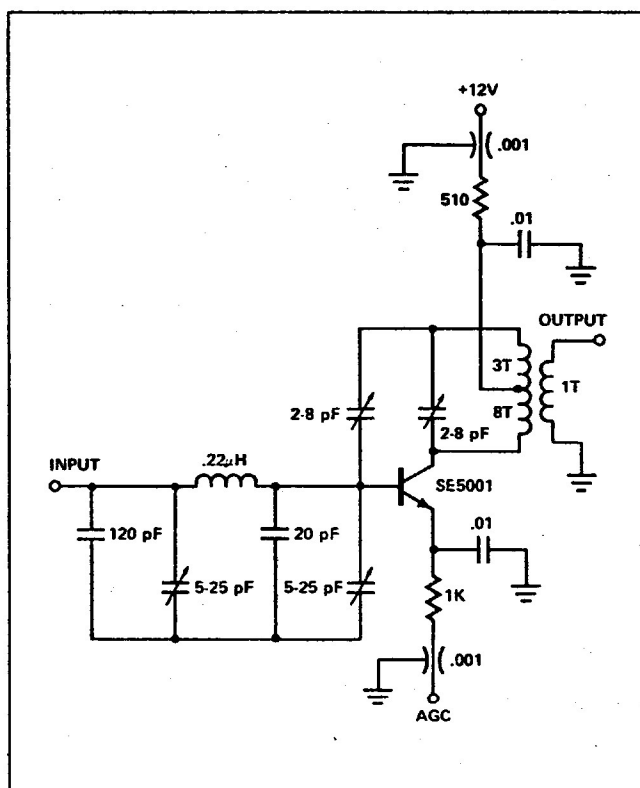 +12V
.001
510
.01
OUTPUT
3T
1T
8T
2-8 pF
2-8 pF
INPUT
.22μH
SE5001
120 pF
20 pF
.01
5-25 pF
5-25 pF
1K
.001
AGC